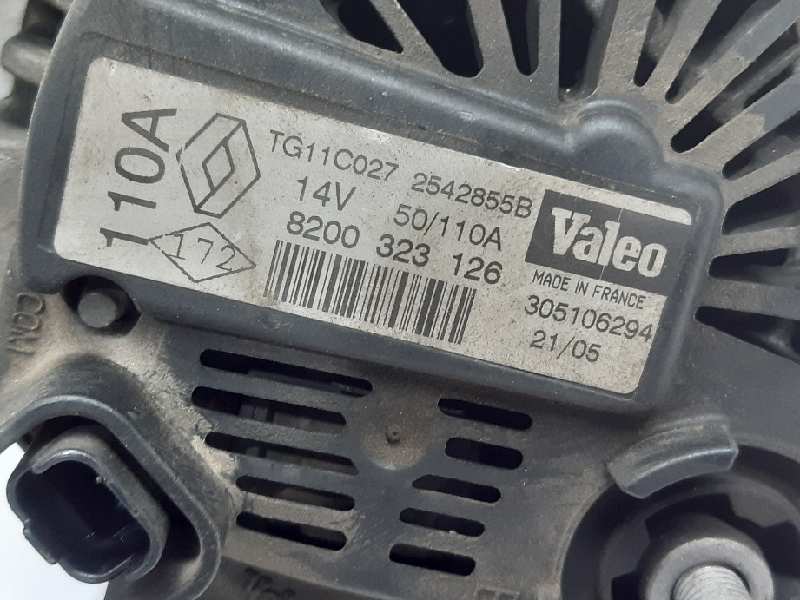 110A
TG11C027 2542855B
14V 50/110A
8200 323 126
172
Valeo
MADE IN FRANCE
305106294
21/05